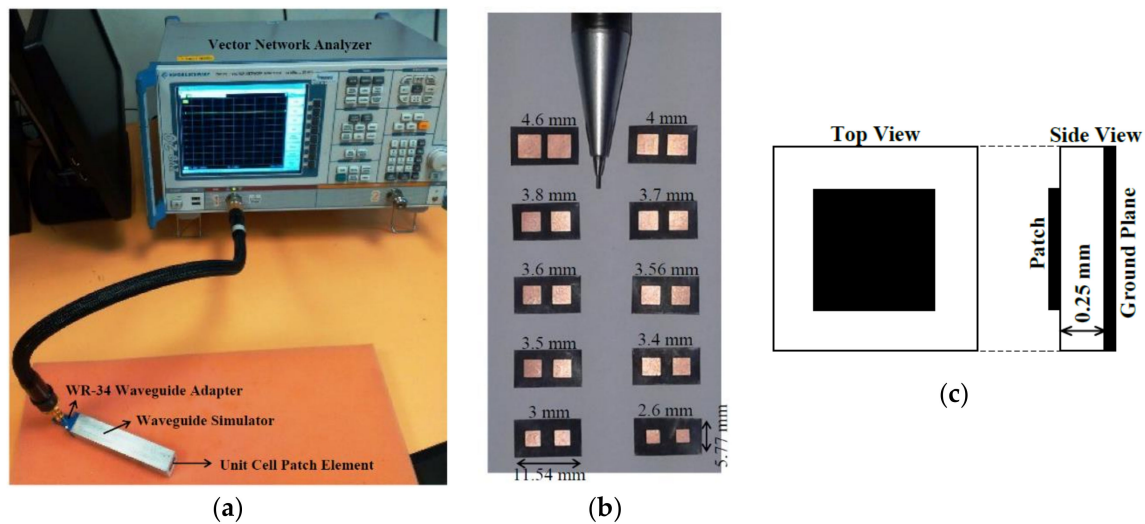 Vector Network Analyzer
WR-34 Waveguide Adapter
Waveguide Simulator
Unit Cell Patch Element
(a)
4.6 mm
4 mm
3.8 mm
3.7 mm
3.6 mm
3.56 mm
3.5 mm
3.4 mm
3 mm
2.6 mm
5.77 mm
11.54 mm
(b)
Top View
Side View
Patch
0.25 mm
Ground Plane
(c)